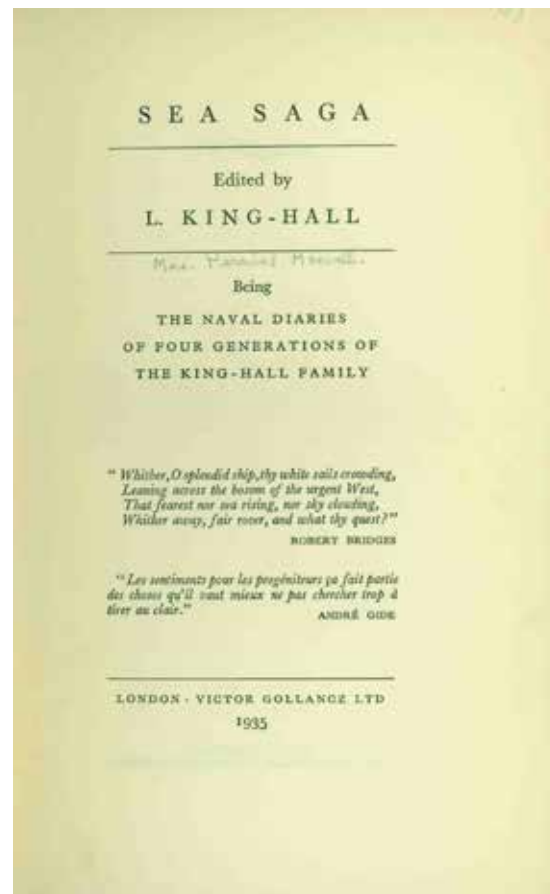 SEA SAGA
Edited by
L. KING-HALL
Being
THE NAVAL DIARIES
OF FOUR GENERATIONS OF
THE KING-HALL FAMILY
" Whither, O splendid ship, thy white sails crowding,
Leaning across the bosom of the urgent West,
That fearest nor sea rising, nor sky clouding,
Whither away, fair rover, and what thy quest?"
ROBERT BRIDGES
"Les sentiments pour les progéniteurs ça fait partie
des choses qu'il vaut mieux ne pas chercher trop à
tirer au clair."
ANDRÉ GIDE
LONDON · VICTOR GOLLANCZ LTD
1935